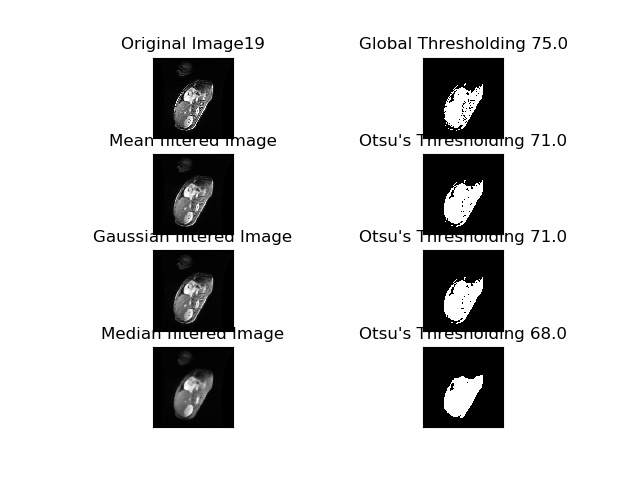 Original Image19
Global Thresholding 75.0
Mean filtered Image
Otsu's Thresholding 71.0
Gaussian filtered Image
Otsu's Thresholding 71.0
Median filtered Image
Otsu's Thresholding 68.0